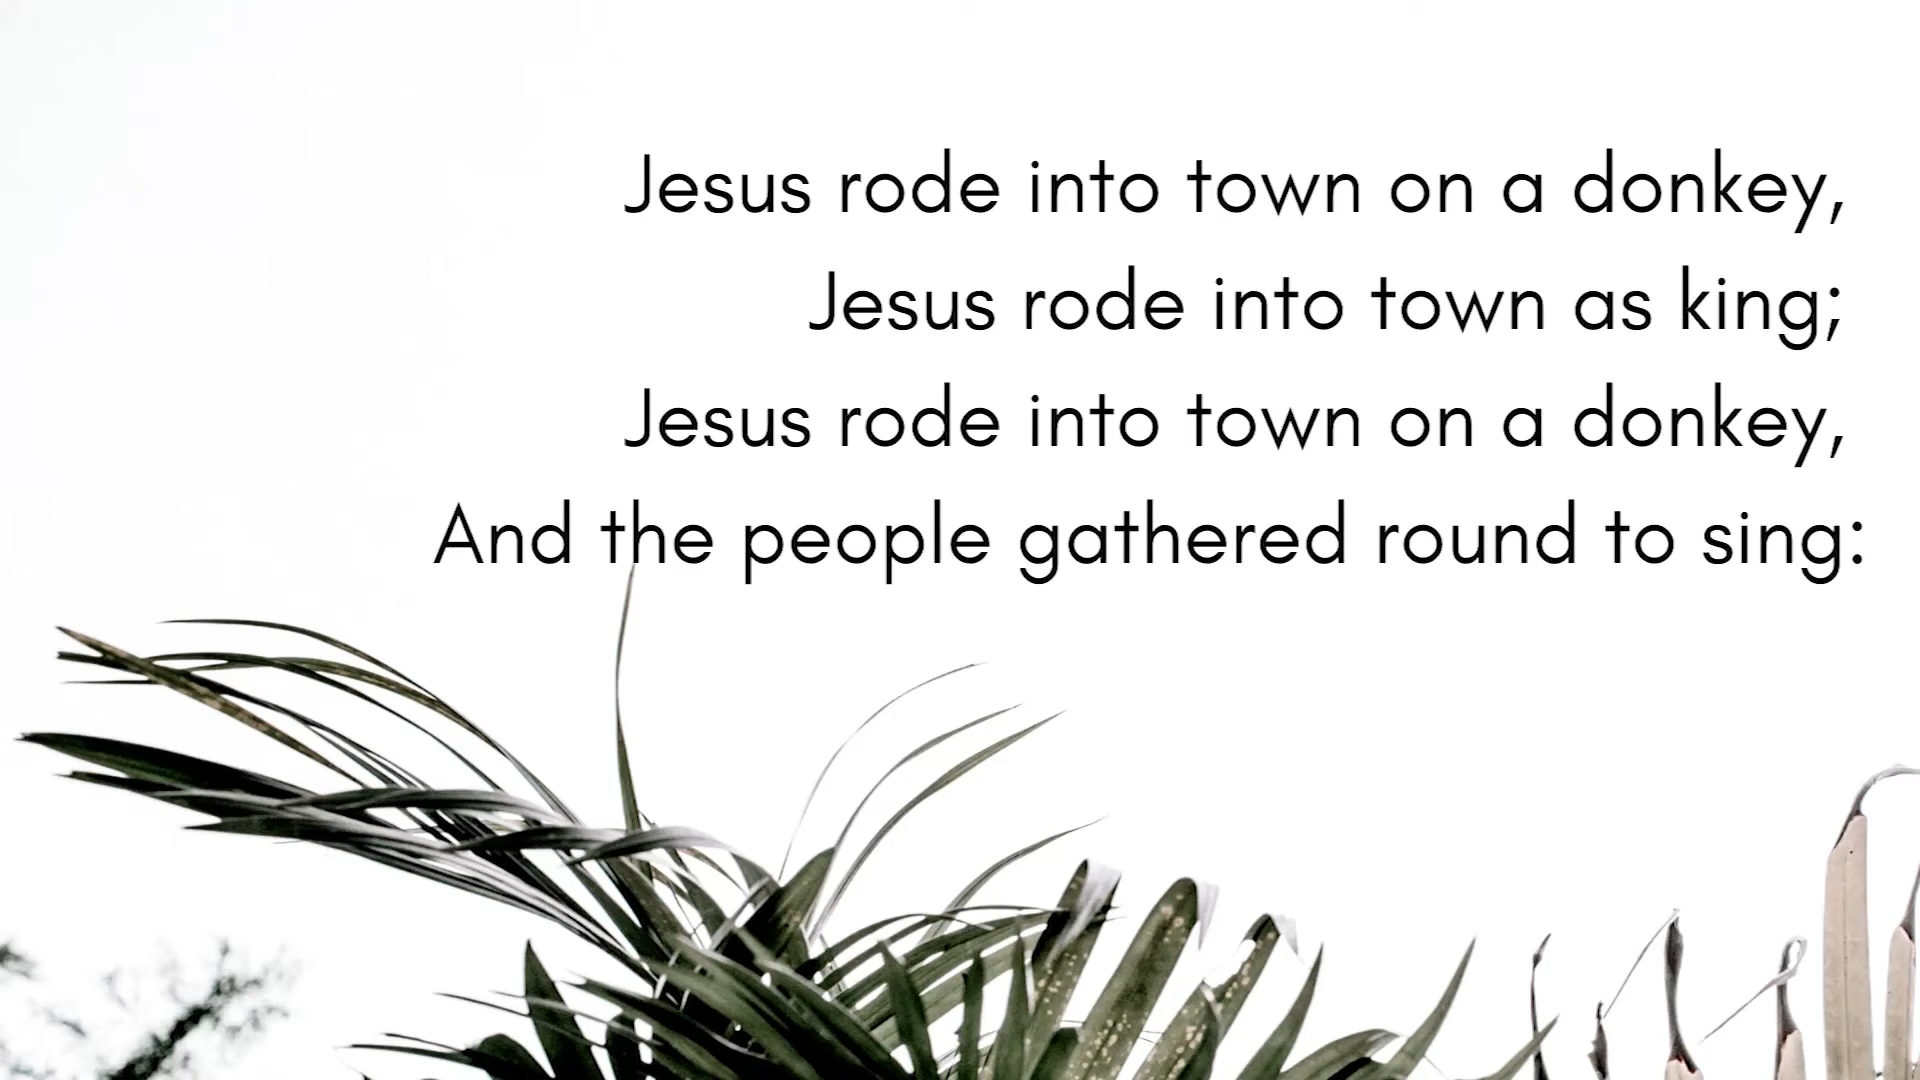 Jesus rode into town on a donkey,
Jesus rode into town as king;
Jesus rode into town on a donkey,
And the people gathered round to sing: